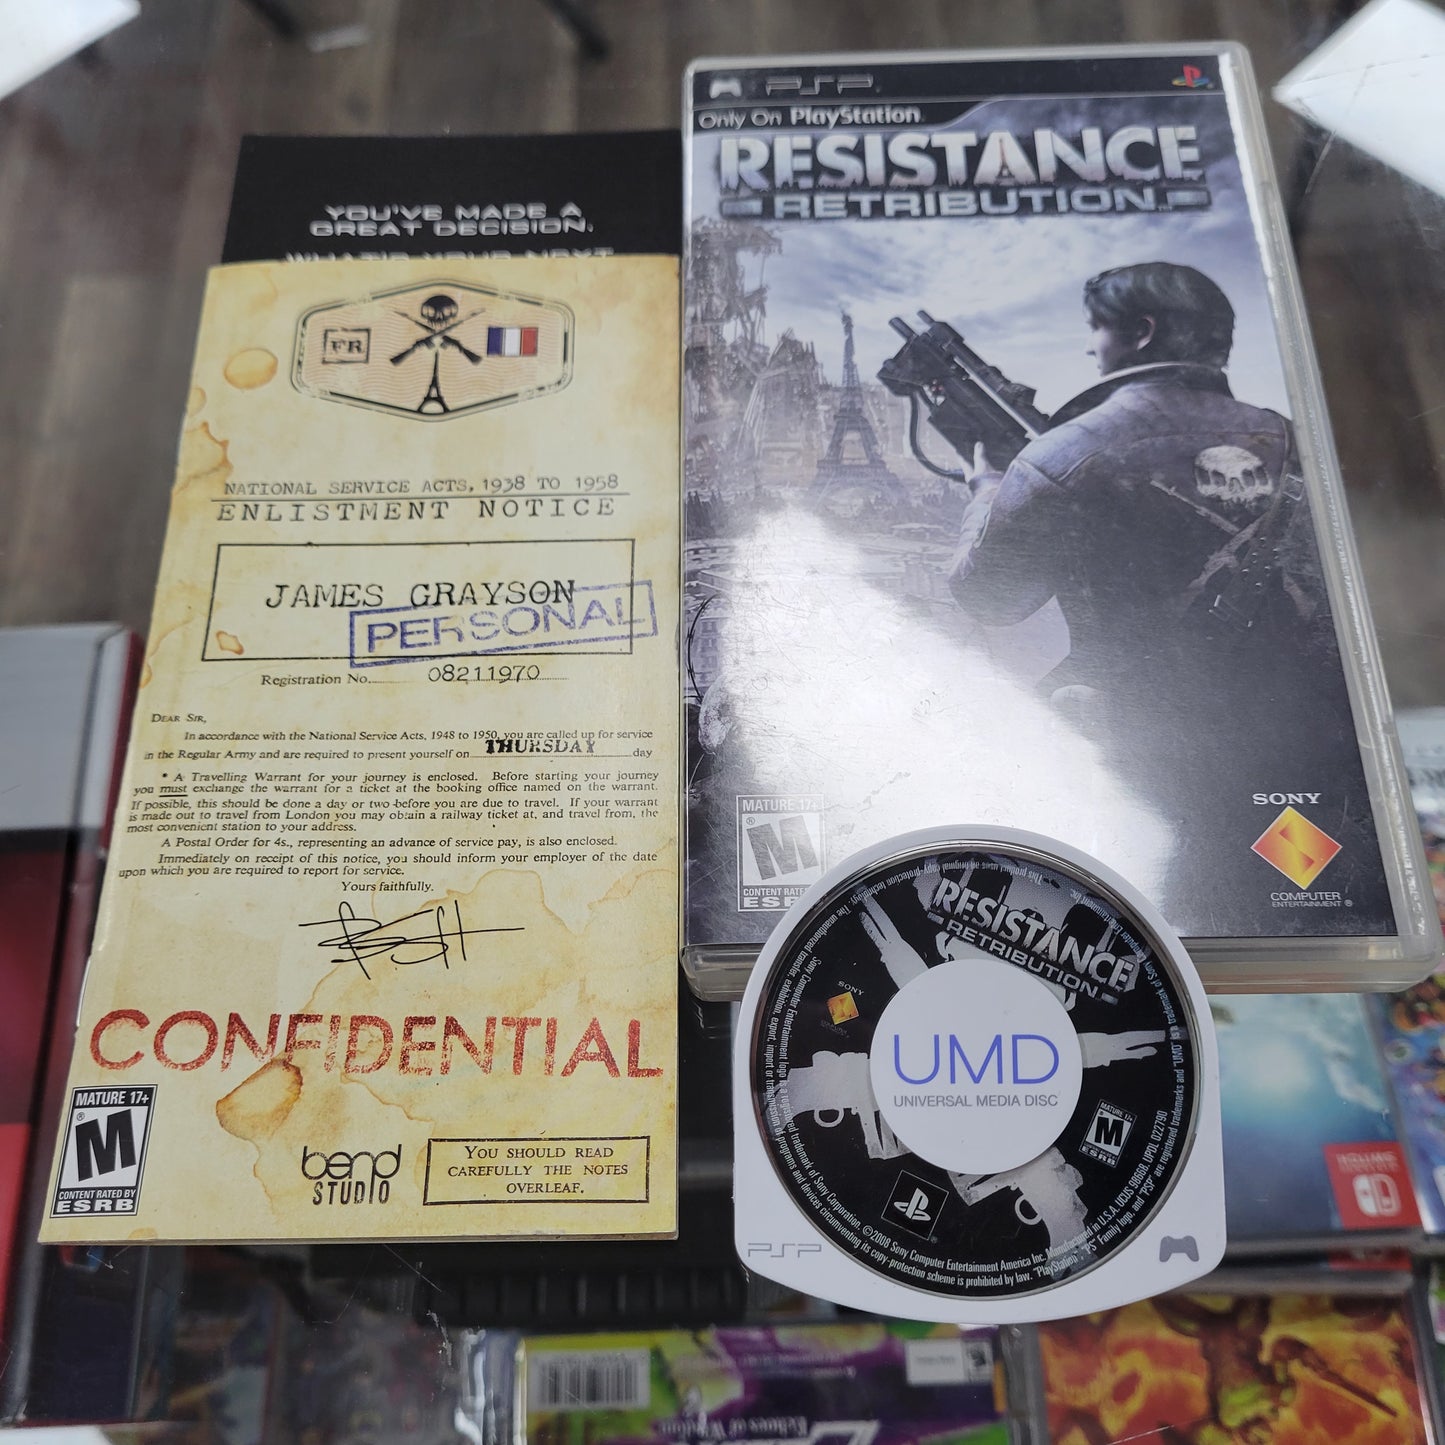 YOU'VE MADE A
GREAT DECISION.
WHAT'S YOUR NEXT
FR
NATIONAL SERVICE ACTS, 1938 TO 1958
ENLISTMENT NOTICE
JAMES GRAYSON
PERSONAL
Registration No. 08211970
DEAR SIR,
In accordance with the National Service Acts, 1948 to 1950, you are called up for service
in the Regular Army and are required to present yourself on THURSDAY day
* A Travelling Warrant for your journey is enclosed. Before starting your journey
you must exchange the warrant for a ticket at the booking office named on the warrant.
If possible, this should be done a day or two before you are due to travel. If your warrant
is made out to travel from London you may obtain a railway ticket at, and travel from, the
most convenient station to your address.
A Postal Order for 4s., representing an advance of service pay, is also enclosed.
Immediately on receipt of this notice, you should inform your employer of the date
upon which you are required to report for service.
Yours faithfully.
CONFIDENTIAL
MATURE 17+
M
CONTENT RATED BY
ESRB
bend
STUDIO
YOU SHOULD READ
CAREFULLY THE NOTES
OVERLEAF.
PSP
Only On PlayStation
RESISTANCE
RETRIBUTION
MATURE 17+
M
CONTENT RATED
ESRB
SONY
COMPUTER
ENTERTAINMENT
RESISTANCE
RETRIBUTION
SONY
UMD
UNIVERSAL MEDIA DISC
MATURE 17+
M
ESRB
PSP
Echoes of Wisdom